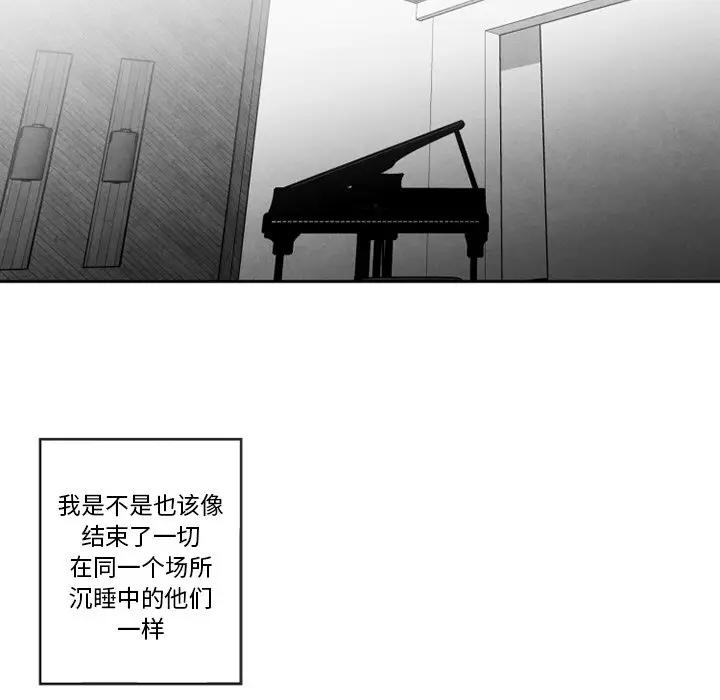 我是不是也该像
结束了一切
在同一个场所
沉睡中的他们
一样